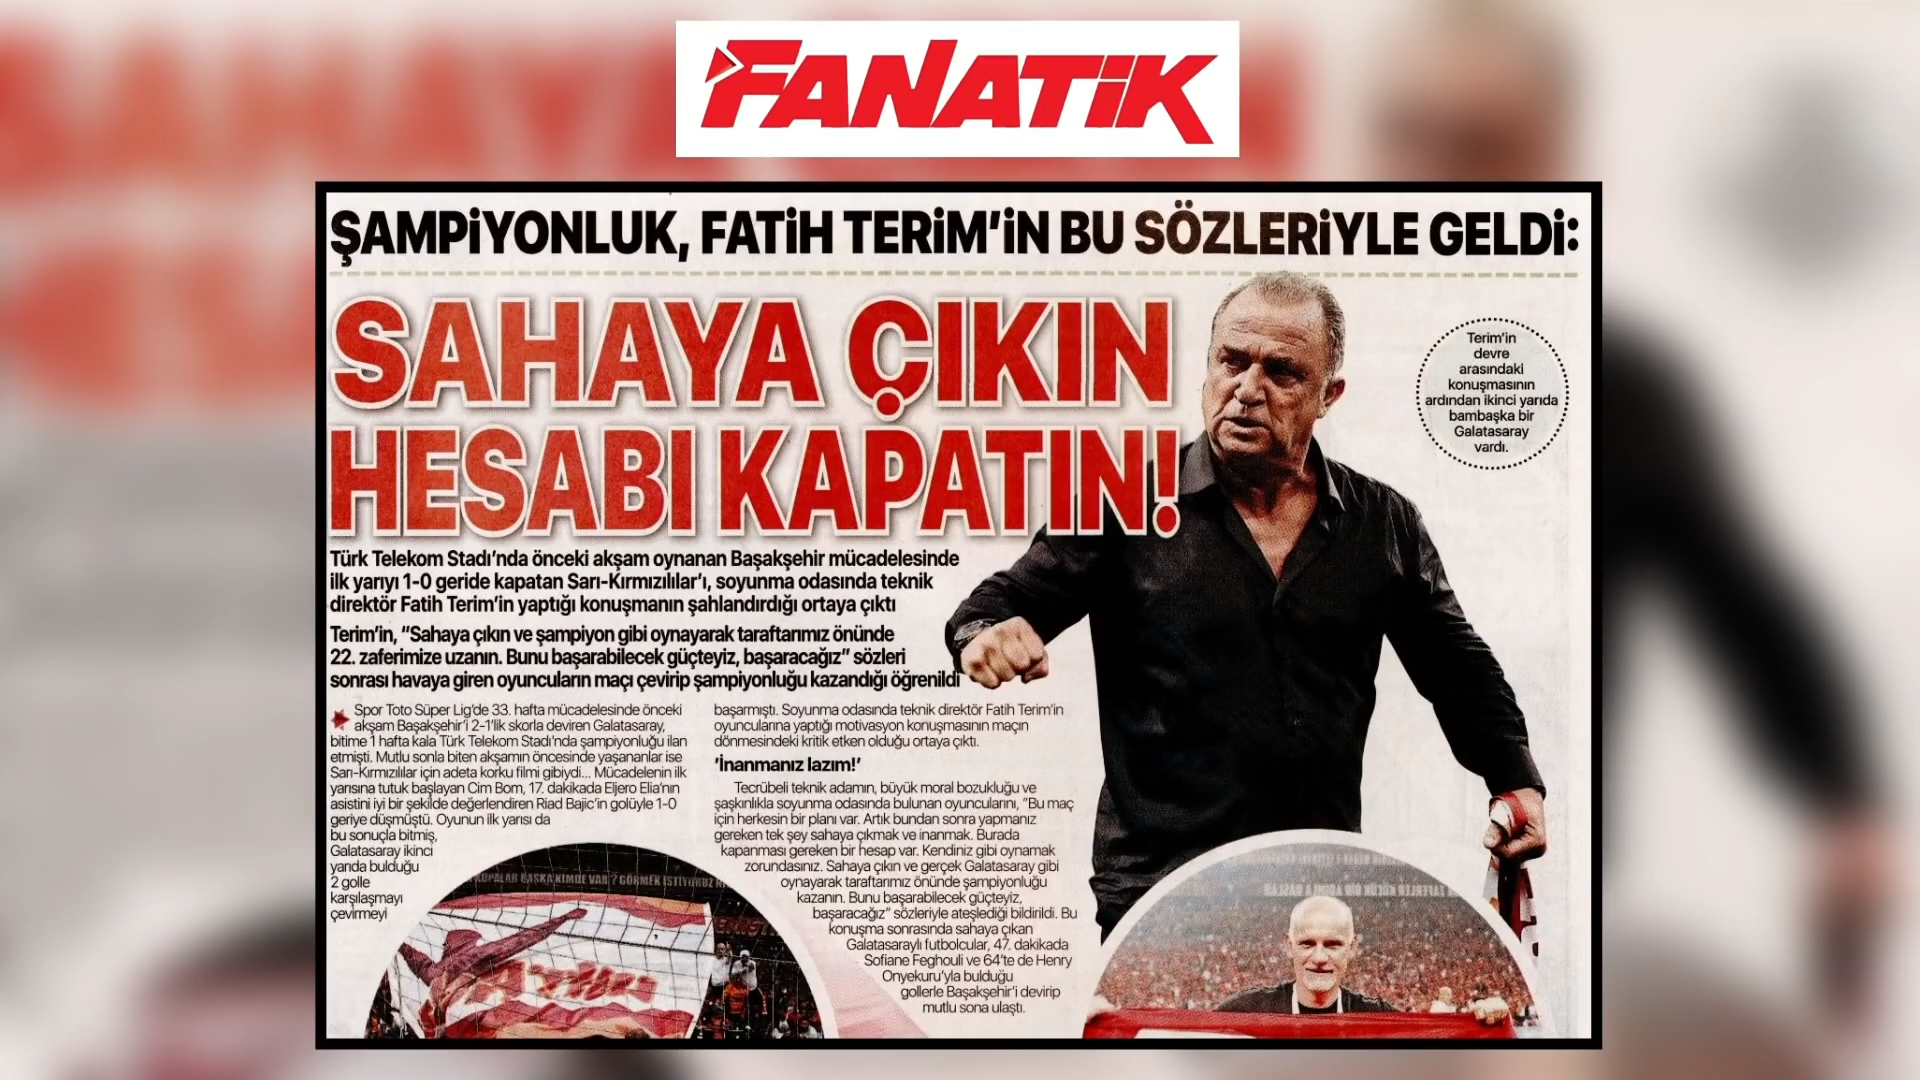 FANATİK
ŞAMPİYONLUK, FATİH TERİM'İN BU SÖZLERİYLE GELDİ:
SAHAYA ÇIKIN
HESABI KAPATIN!
Terim'in
devre
arasındaki
konuşmasının
ardından ikinci yarıda
bambaşka bir
Galatasaray
vardı.
Türk Telekom Stadı'nda önceki akşam oynanan Başakşehir mücadelesinde
ilk yarıyı 1-0 geride kapatan Sarı-Kırmızılılar'ı, soyunma odasında teknik
direktör Fatih Terim'in yaptığı konuşmanın şahlandırdığı ortaya çıktı
Terim'in, "Sahaya çıkın ve şampiyon gibi oynayarak taraftarımız önünde
22. zaferimize uzanın. Bunu başarabilecek güçteyiz, başaracağız" sözleri
sonrası havaya giren oyuncuların maçı çevirip şampiyonluğu kazandığı öğrenildi
Spor Toto Süper Lig'de 33. hafta mücadelesinde önceki
akşam Başakşehir'i 2-1'lik skorla deviren Galatasaray,
bitime 1 hafta kala Türk Telekom Stadı'nda şampiyonluğu ilan
etmişti. Mutlu sonla biten akşamın öncesinde yaşananlar ise
Sarı-Kırmızılılar için adeta korku filmi gibiydi... Mücadelenin ilk
yarısına tutuk başlayan Cim Bom, 17. dakikada Eljero Elia'nın
asistini iyi bir şekilde değerlendiren Riad Bajic'in golüyle 1-0
geriye düşmüştü. Oyunun ilk yarısı da
bu sonuçla bitmiş,
Galatasaray ikinci
yarıda bulduğu
2 golle
karşılaşmayı
çevirmeyi
başarmıştı. Soyunma odasında teknik direktör Fatih Terim'in
oyuncularına yaptığı motivasyon konuşmasının maçın
dönmesindeki kritik etken olduğu ortaya çıktı.
'İnanmanız lazım!'
Tecrübeli teknik adamın, büyük moral bozukluğu ve
şaşkınlıkla soyunma odasında bulunan oyuncularını, "Bu maç
için herkesin bir planı var. Artık bundan sonra yapmanız
gereken tek şey sahaya çıkmak ve inanmak. Burada
kapanması gereken bir hesap var. Kendiniz gibi oynamak
zorundasınız. Sahaya çıkın ve gerçek Galatasaray gibi
oynayarak taraftarımız önünde şampiyonluğu
kazanın. Bunu başarabilecek güçteyiz,
başaracağız" sözleriyle ateşlediği bildirildi. Bu
konuşma sonrasında sahaya çıkan
Galatasaraylı futbolcular, 47. dakikada
Sofiane Feghouli ve 64'te de Henry
Onyekuru'yla bulduğu
gollerle Başakşehir'i devirip
mutlu sona ulaştı.